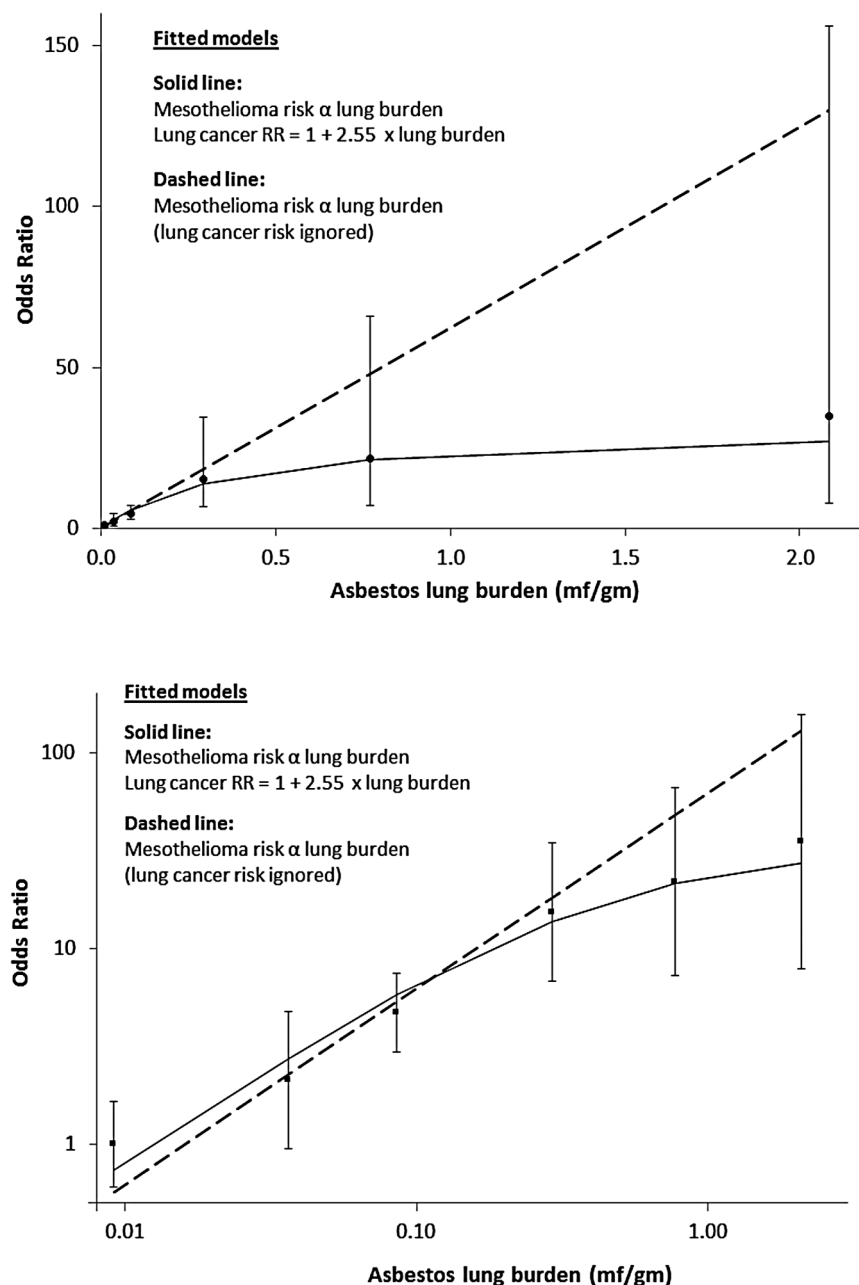 Fitted models
Solid line:
Mesothelioma risk α lung burden
Lung cancer RR = 1 + 2.55 x lung burden
Dashed line:
Mesothelioma risk α lung burden
(lung cancer risk ignored)
Odds Ratio
150
100
50
0
0.0 0.5 1.0 1.5 2.0
Asbestos lung burden (mf/gm)
Fitted models
Solid line:
Mesothelioma risk α lung burden
Lung cancer RR = 1 + 2.55 x lung burden
Dashed line:
Mesothelioma risk α lung burden
(lung cancer risk ignored)
Odds Ratio
100
10
1
0.01 0.10 1.00
Asbestos lung burden (mf/gm)